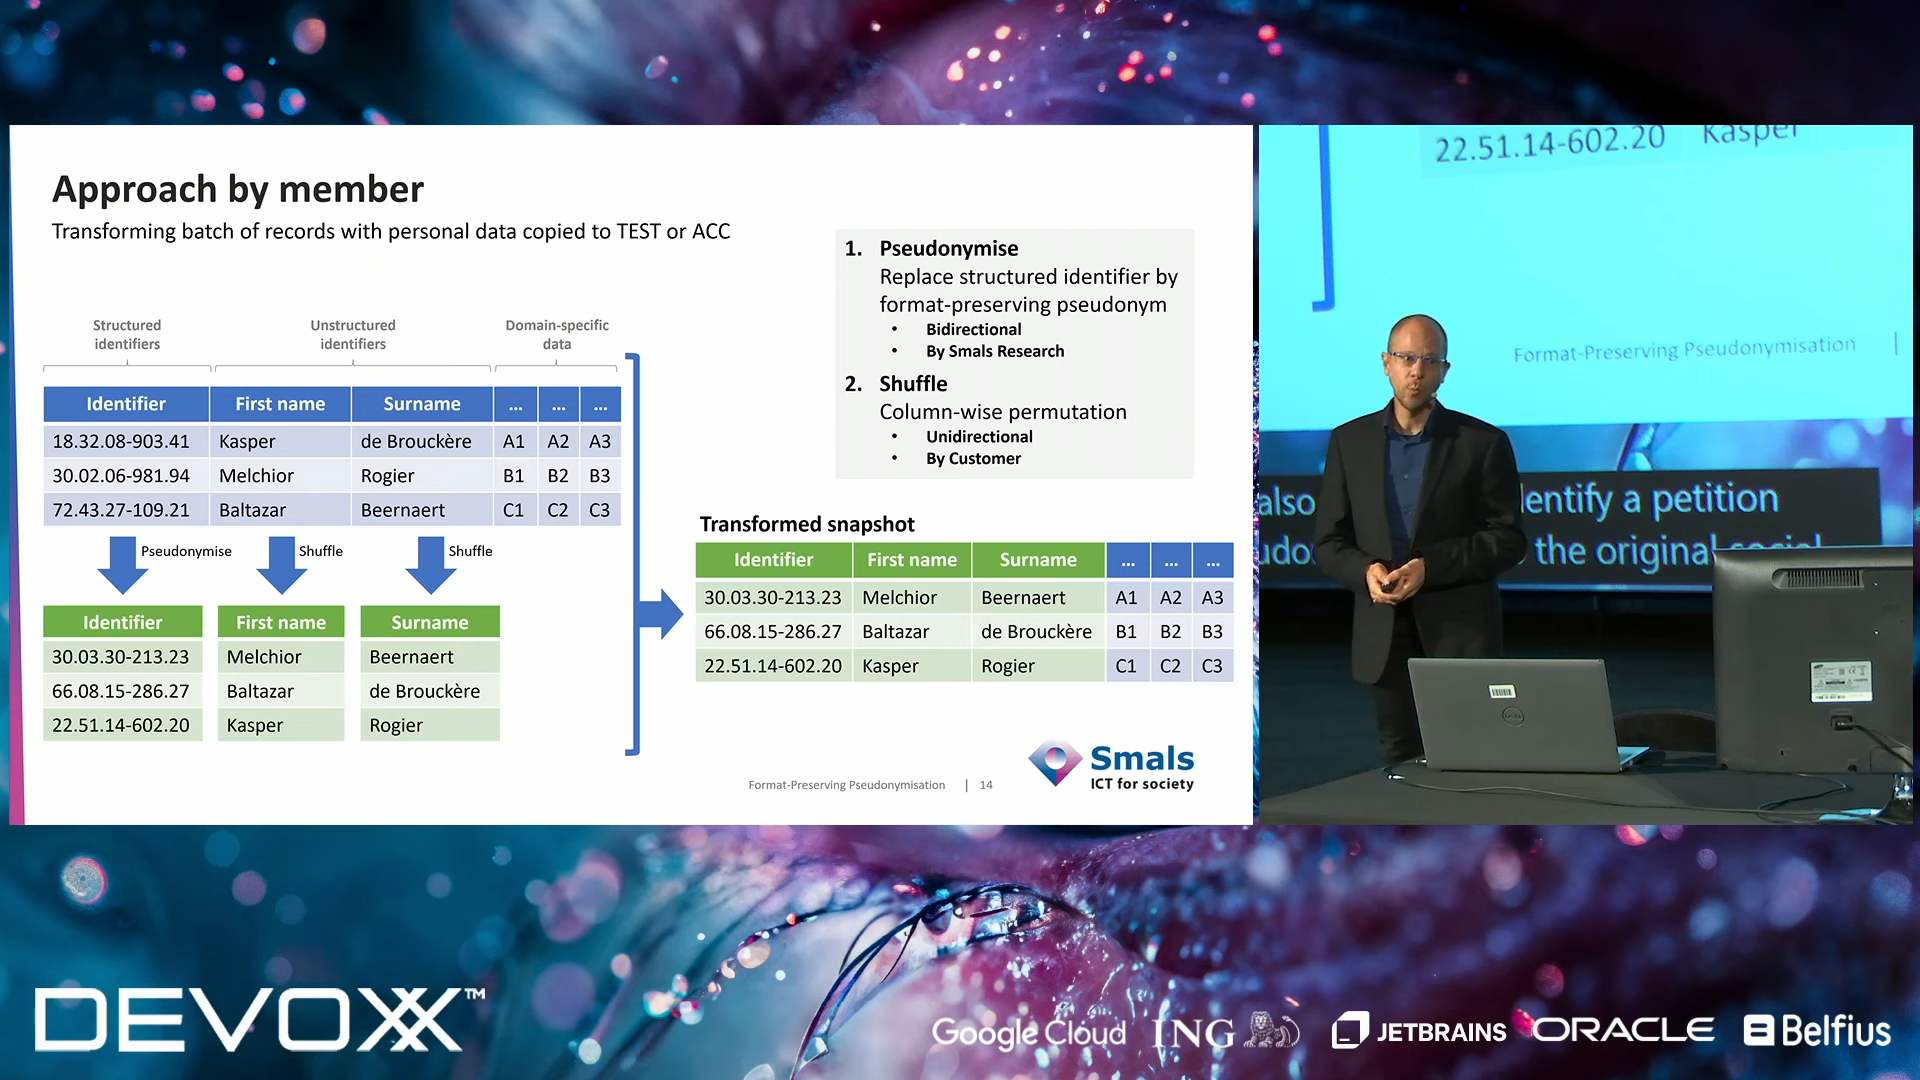 Approach by member
Transforming batch of records with personal data copied to TEST or ACC
1. Pseudonymise
Replace structured identifier by
format-preserving pseudonym
• Bidirectional
• By Smals Research
2. Shuffle
Column-wise permutation
• Unidirectional
• By Customer
Structured
identifiers
Unstructured
identifiers
Domain-specific
data
Identifier First name Surname ... ... ...
18.32.08-903.41 Kasper de Brouckère A1 A2 A3
30.02.06-981.94 Melchior Rogier B1 B2 B3
72.43.27-109.21 Baltazar Beernaert C1 C2 C3
Pseudonymise Shuffle Shuffle
Identifier First name Surname
30.03.30-213.23 Melchior Beernaert
66.08.15-286.27 Baltazar de Brouckère
22.51.14-602.20 Kasper Rogier
Transformed snapshot
Identifier First name Surname ... ... ...
30.03.30-213.23 Melchior Beernaert A1 A2 A3
66.08.15-286.27 Baltazar de Brouckère B1 B2 B3
22.51.14-602.20 Kasper Rogier C1 C2 C3
Format-Preserving Pseudonymisation | 14
Smals
ICT for society
22.51.14-602.20 Kasper
Format-Preserving Pseudonymisation |
also entify a petition
the original social
DEVOXX™
Google Cloud ING JETBRAINS ORACLE Belfius